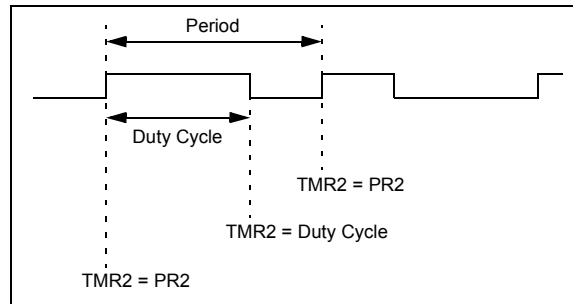 Period
Duty Cycle
TMR2 = PR2
TMR2 = Duty Cycle
TMR2 = PR2